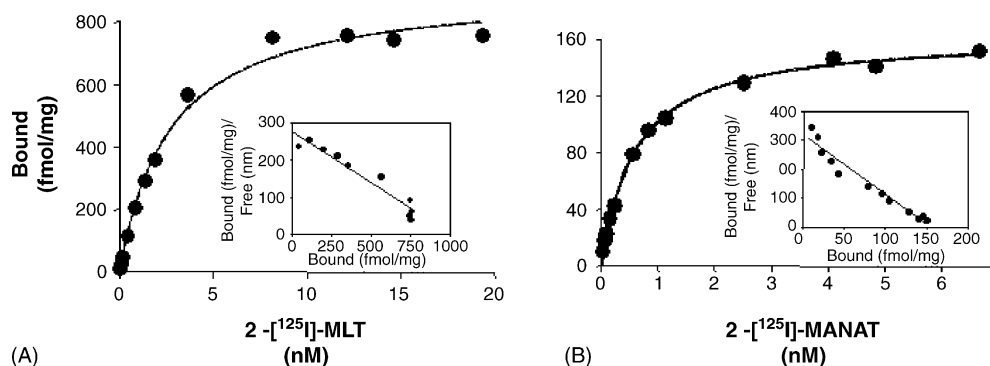 800
600
400
200
0
0
5
10
15
20
Bound
(fmol/mg)
2 -[125I]-MLT
(nM)
(A)
300
200
100
0
0
250
500
750
1000
Bound (fmol/mg)/
Free (nm)
Bound (fmol/mg)
160
120
80
40
0
0
1
2
3
4
5
6
2 -[125I]-MANAT
(nM)
(B)
400
300
00
100
0
0
50
100
150
200
Bound (fmol/mg)/
Free (nm)
Bound (fmol/mg)